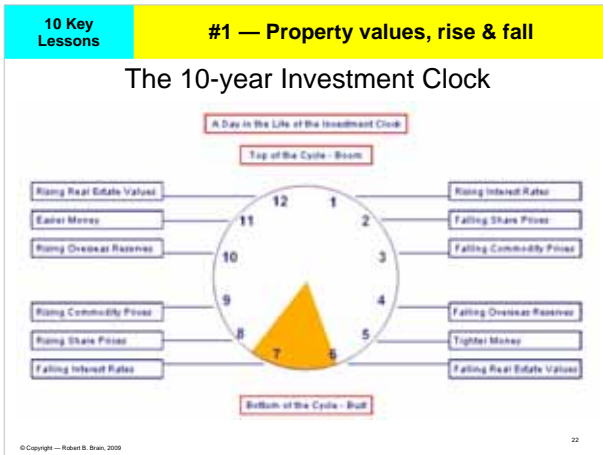 10 Key
Lessons
#1 — Property values, rise & fall
The 10-year Investment Clock
A Day in the Life of the Investment Clock
Top of the Cycle - Boom
Rising Real Estate Values
Easier Money
Rising Overseas Reserves
Rising Commodity Prices
Rising Share Prices
Falling Interest Rates
12
1
2
3
4
5
6
7
8
9
10
11
Rising Interest Rates
Falling Share Prices
Falling Commodity Prices
Falling Overseas Reserves
Tighter Money
Falling Real Estate Values
Bottom of the Cycle - Bust
© Copyright — Robert B. Brain, 2009
22